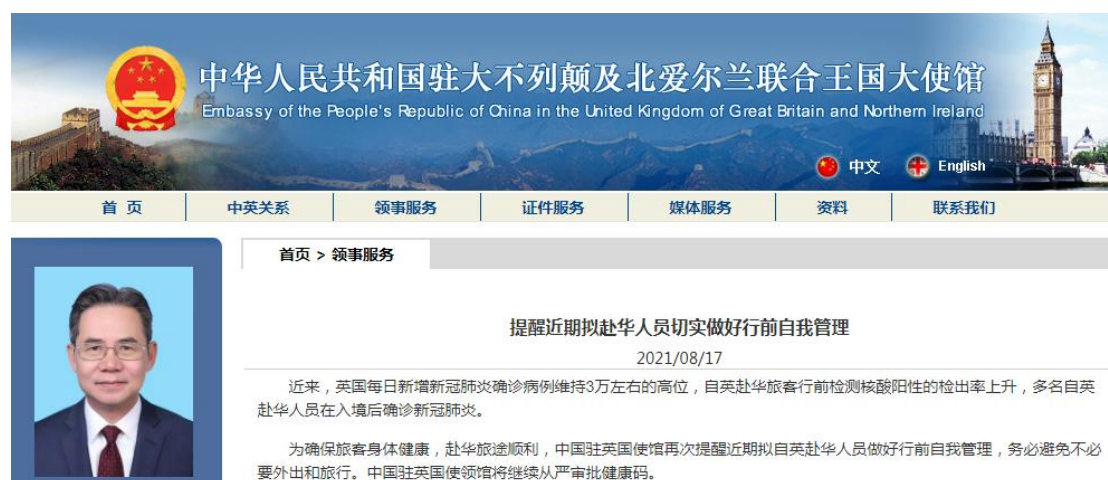 中华人民共和国驻大不列颠及北爱尔兰联合王国大使馆
Embassy of the People's Republic of China in the United Kingdom of Great Britain and Northern Ireland
中文 English
首 页 中英关系 领事服务 证件服务 媒体服务 资料 联系我们
首页 > 领事服务
提醒近期拟赴华人员切实做好行前自我管理
2021/08/17
近来，英国每日新增新冠肺炎确诊病例维持3万左右的高位，自英赴华旅客行前检测核酸阳性的检出率上升，多名自英
赴华人员在入境后确诊新冠肺炎。
为确保旅客身体健康，赴华旅途顺利，中国驻英国使馆再次提醒近期拟自英赴华人员做好行前自我管理，务必避免不必
要外出和旅行。中国驻英国使领馆将继续从严审批健康码。